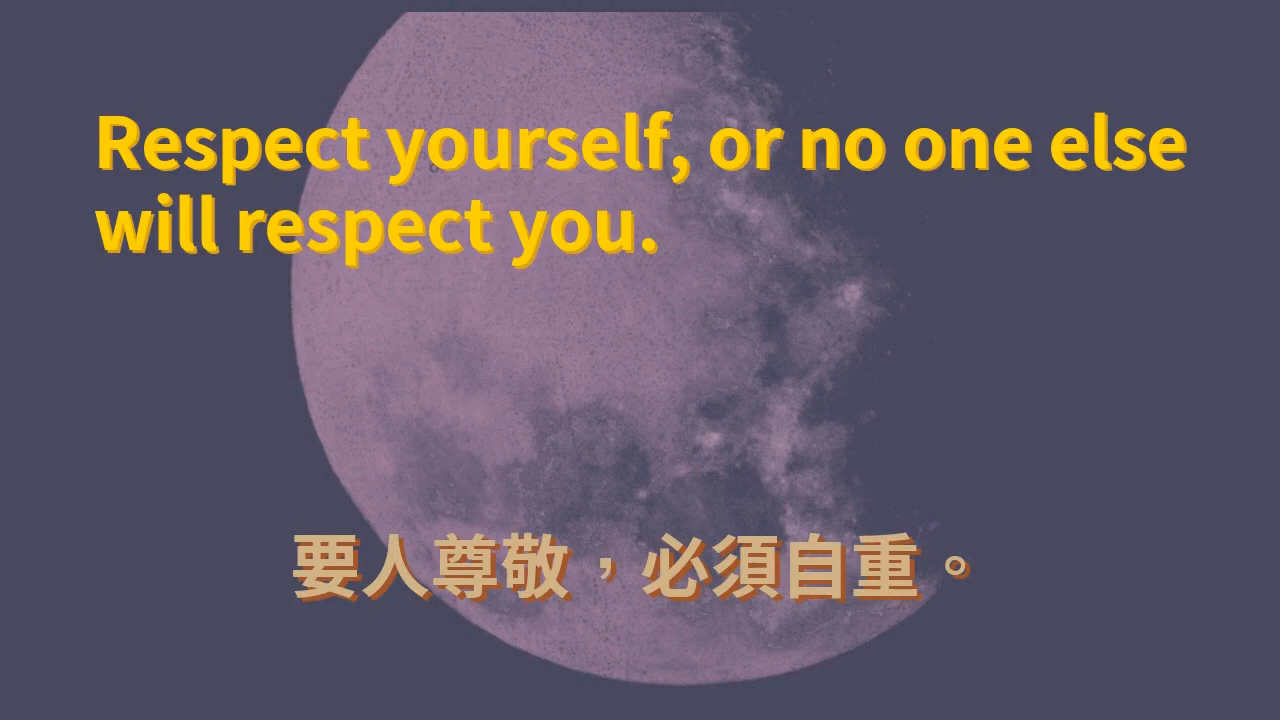 Respect yourself, or no one else
will respect you.
要人尊敬，必須自重。